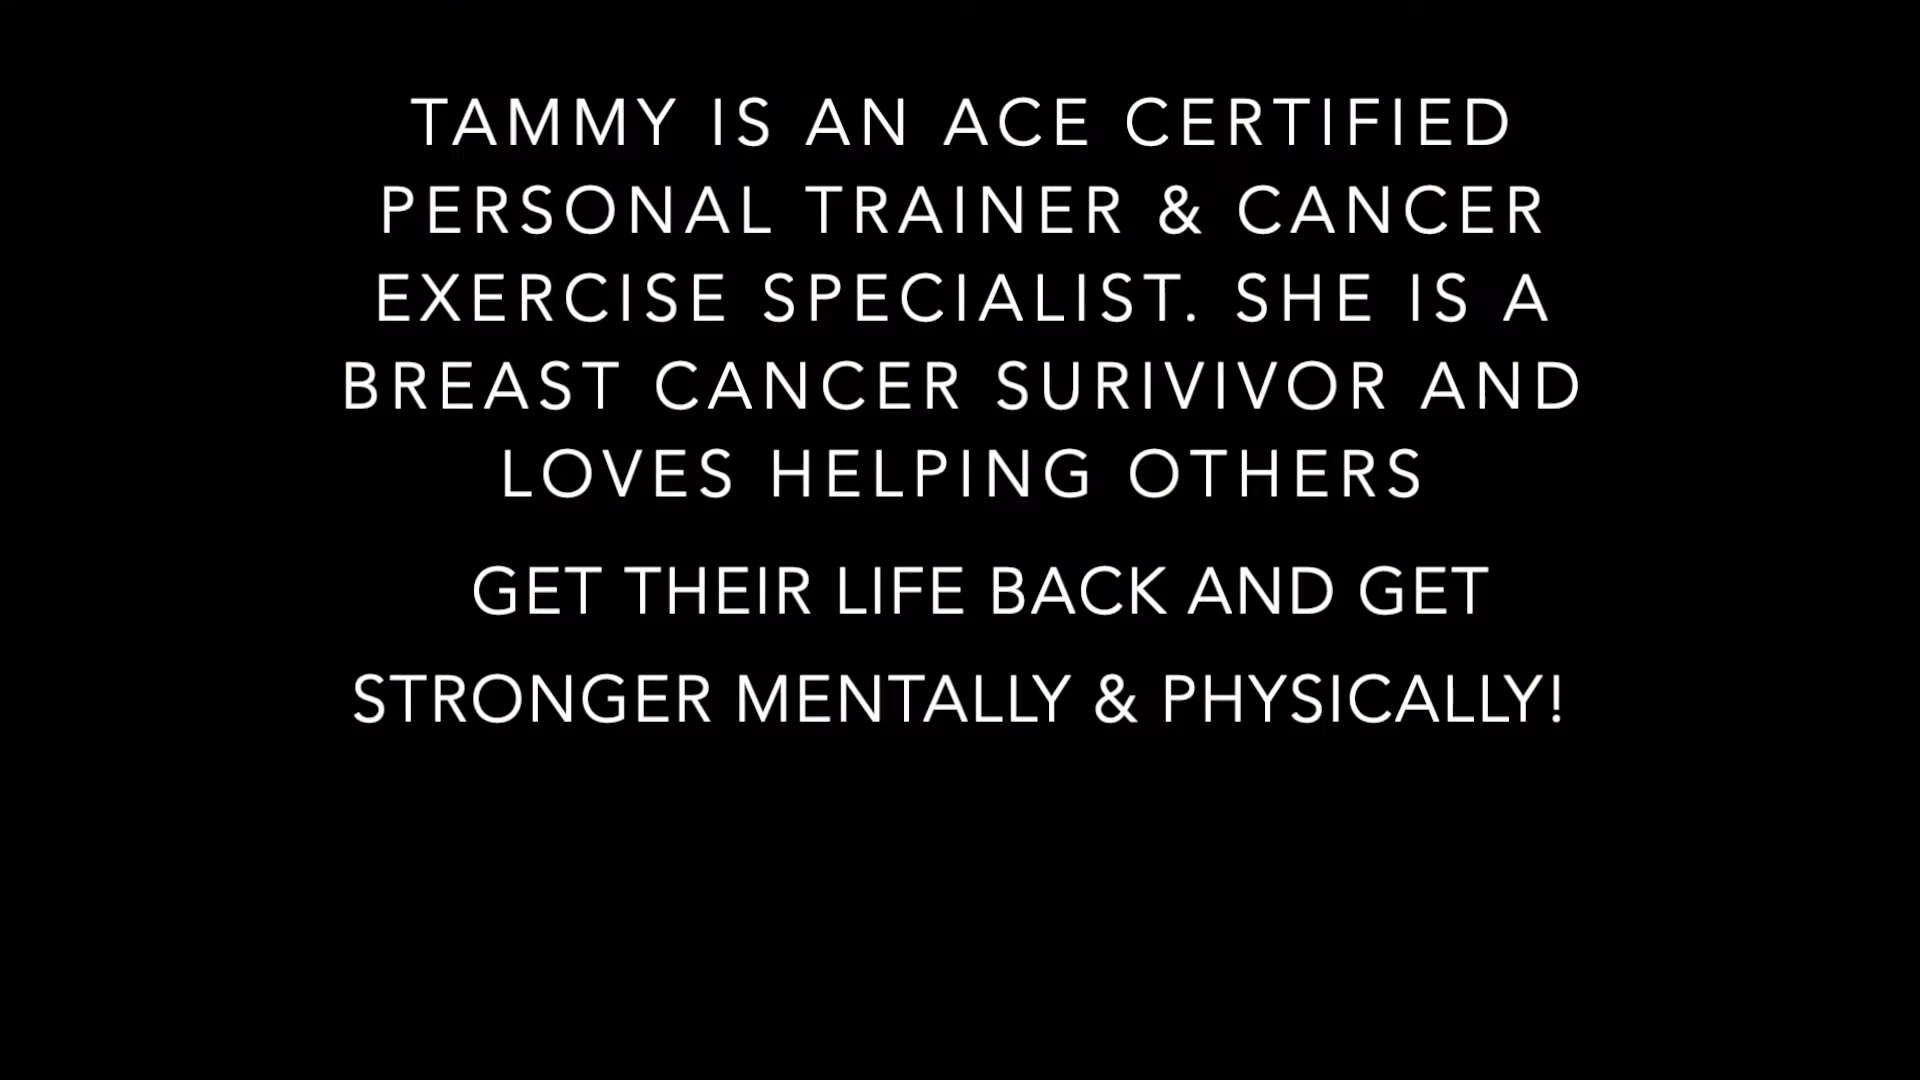 TAMMY IS AN ACE CERTIFIED
PERSONAL TRAINER & CANCER
EXERCISE SPECIALIST. SHE IS A
BREAST CANCER SURIVIVOR AND
LOVES HELPING OTHERS
GET THEIR LIFE BACK AND GET
STRONGER MENTALLY & PHYSICALLY!